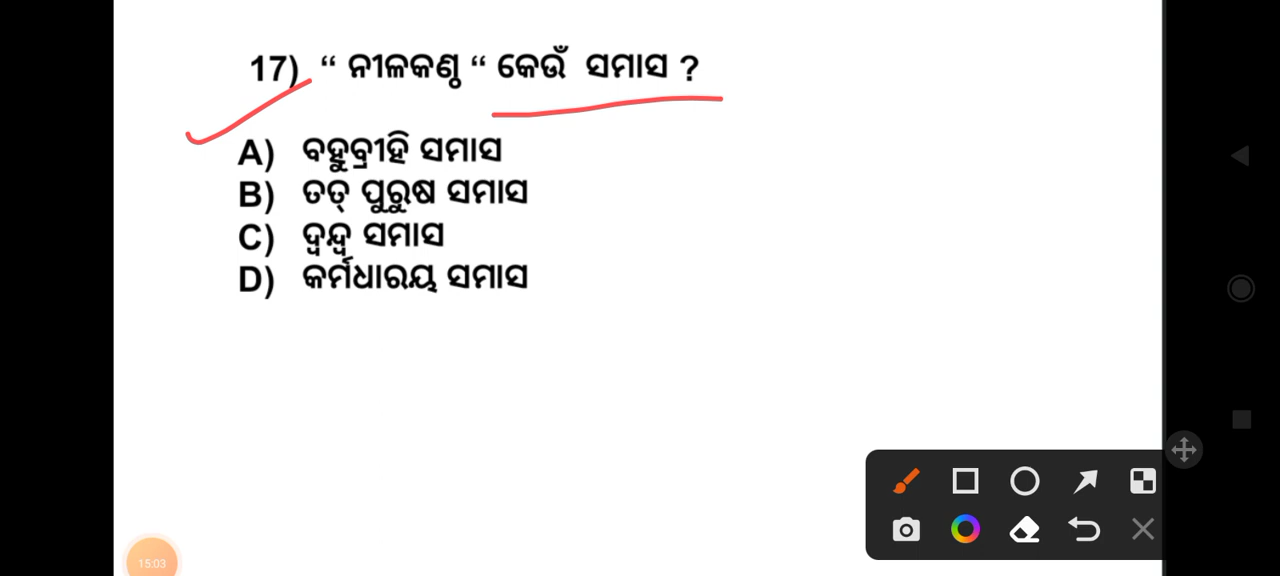 17) “ ନୀଳକଣ୍ଠ “ କେଉଁ ସମାସ ?
A) ବହୁବ୍ରୀହି ସମାସ
B) ତତ୍ ପୁରୁଷ ସମାସ
C) ଦ୍ୱନ୍ଦ୍ୱ ସମାସ
D) କର୍ମଧାରୟ ସମାସ
15:03